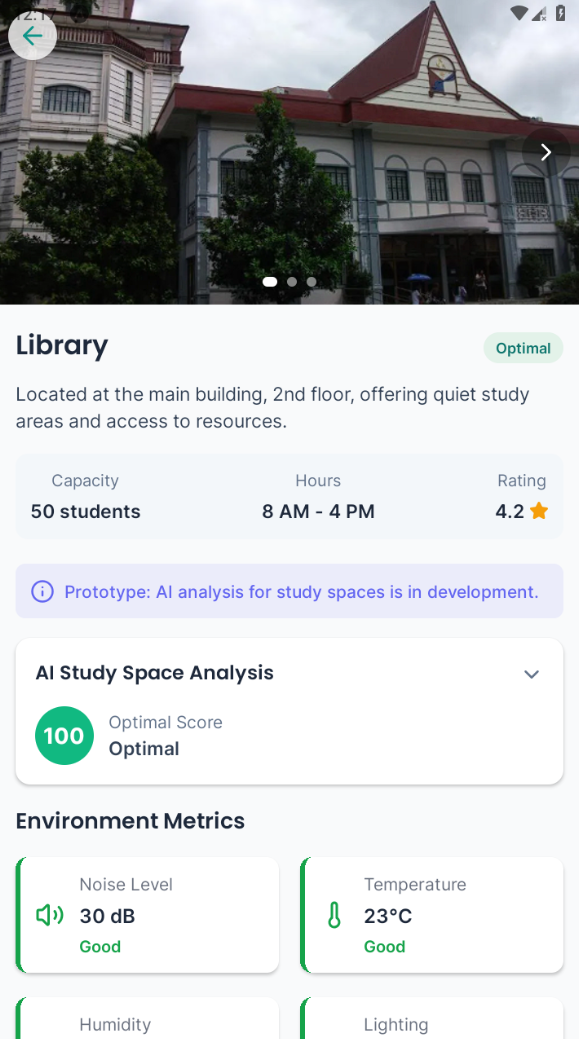 12:17
Library
Optimal
Located at the main building, 2nd floor, offering quiet study
areas and access to resources.
Capacity
Hours
Rating
50 students
8 AM - 4 PM
4.2
Prototype: AI analysis for study spaces is in development.
AI Study Space Analysis
100
Optimal Score
Optimal
Environment Metrics
Noise Level
30 dB
Good
Temperature
23°C
Good
Humidity
Lighting